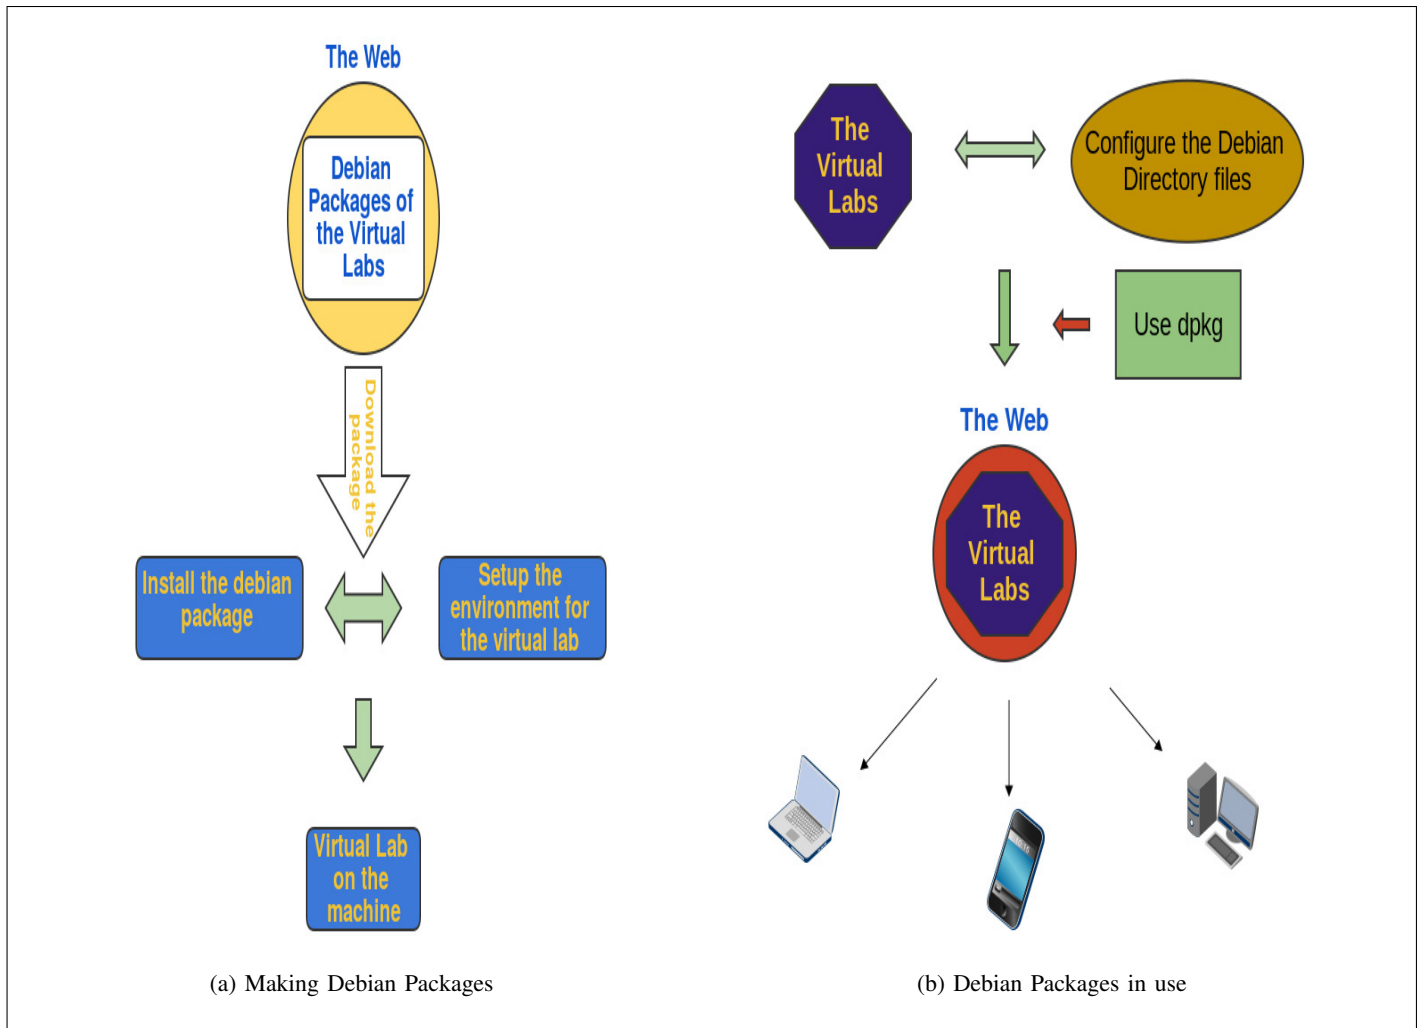 The Web
Debian
Packages of
the Virtual
Labs
Download the
package
Install the debian
package
Setup the
environment for
the virtual lab
Virtual Lab
on the
machine
(a) Making Debian Packages
The
Virtual
Labs
Configure the Debian
Directory files
Use dpkg
The Web
The
Virtual
Labs
(b) Debian Packages in use